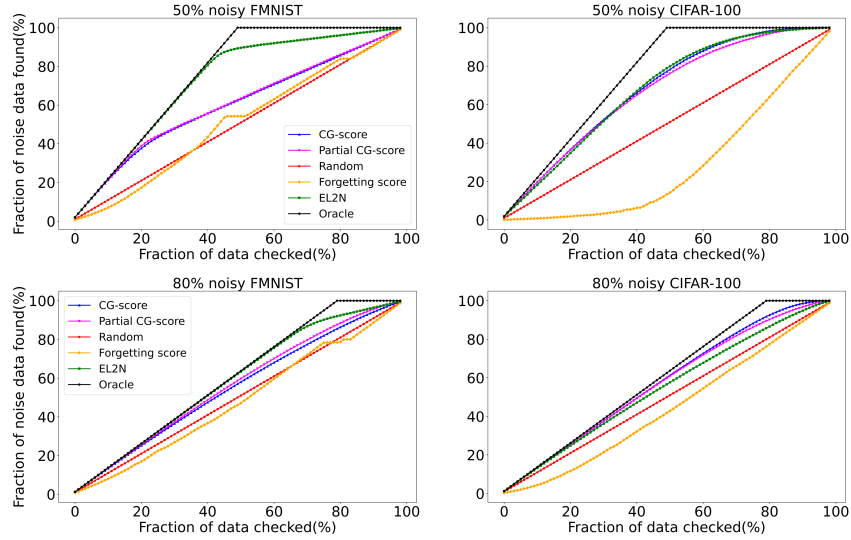 50% noisy FMNIST
Fraction of noise data found(%)
100
80
60
40
20
0
CG-score
Partial CG-score
Random
Forgetting score
EL2N
Oracle
0 20 40 60 80 100
Fraction of data checked(%)
50% noisy CIFAR-100
100
80
60
40
20
0
0 20 40 60 80 100
Fraction of data checked(%)
80% noisy FMNIST
Fraction of noise data found(%)
100
80
60
40
20
0
CG-score
Partial CG-score
Random
Forgetting score
EL2N
Oracle
0 20 40 60 80 100
Fraction of data checked(%)
80% noisy CIFAR-100
100
80
60
40
20
0
0 20 40 60 80 100
Fraction of data checked(%)